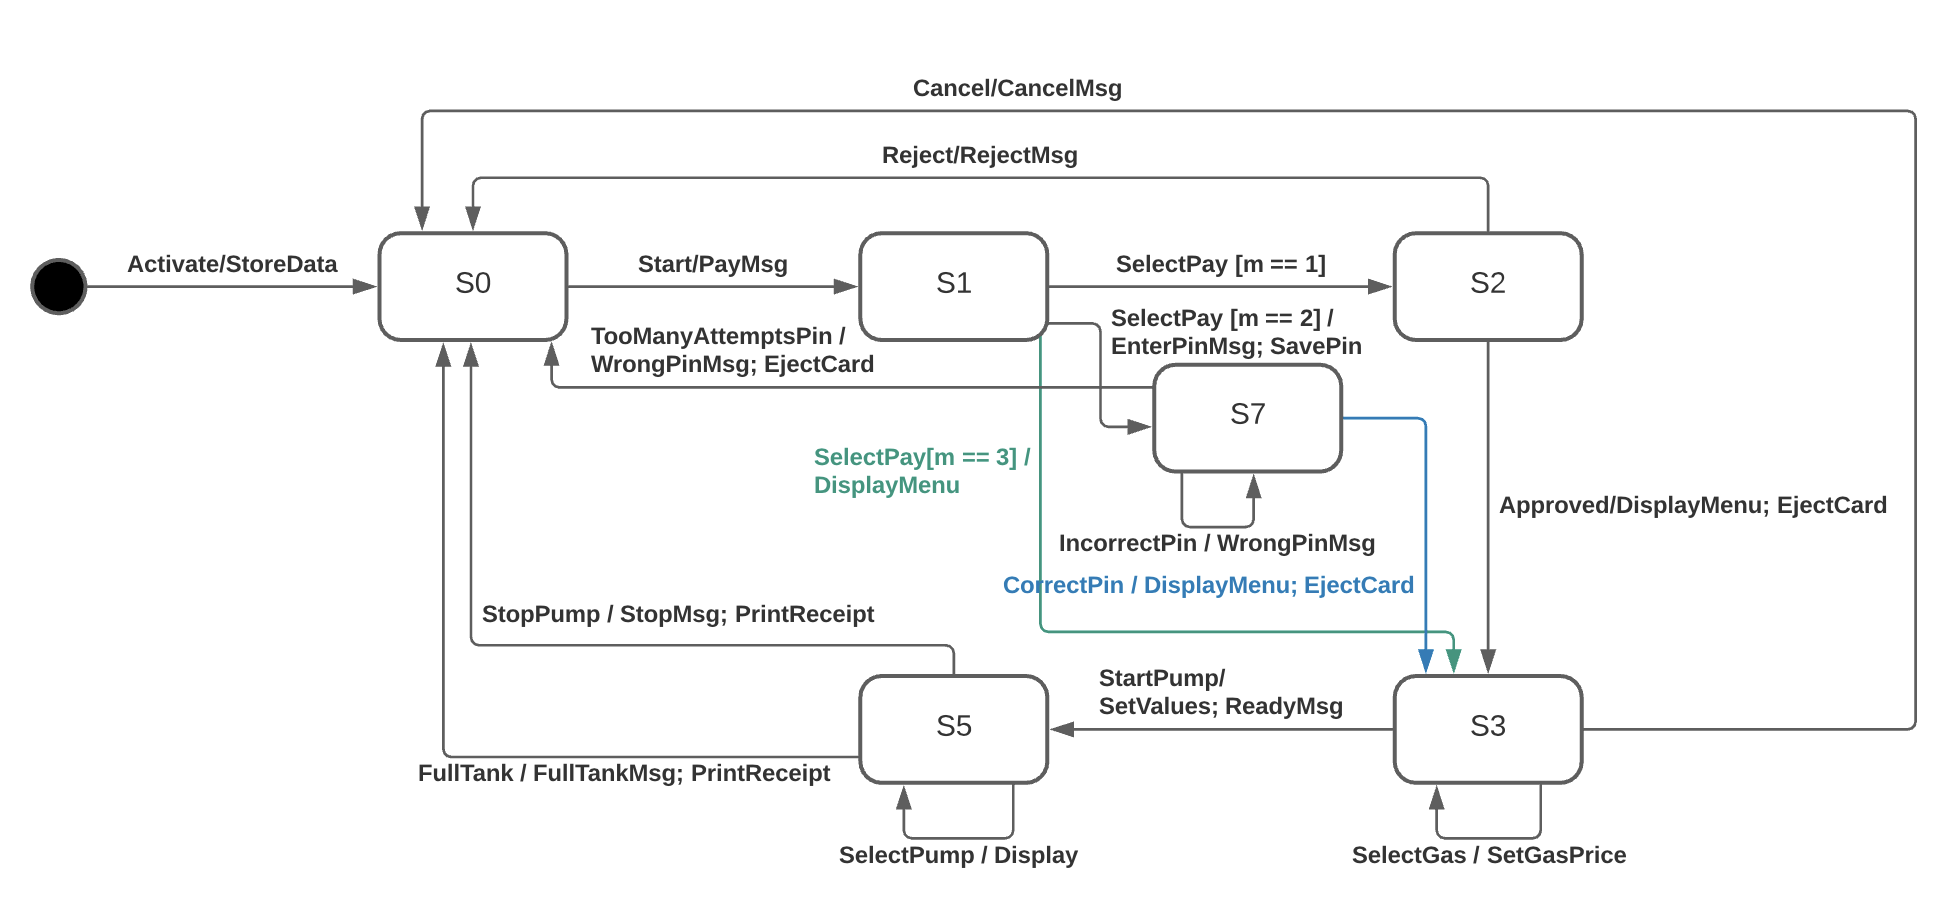 Cancel/CancelMsg
Reject/RejectMsg
Activate/StoreData
S0
Start/PayMsg
S1
SelectPay [m == 1]
S2
TooManyAttemptsPin /
WrongPinMsg; EjectCard
SelectPay [m == 2] /
EnterPinMsg; SavePin
S7
SelectPay[m == 3] /
DisplayMenu
Approved/DisplayMenu; EjectCard
IncorrectPin / WrongPinMsg
CorrectPin / DisplayMenu; EjectCard
StopPump / StopMsg; PrintReceipt
StartPump/
SetValues; ReadyMsg
S5
S3
FullTank / FullTankMsg; PrintReceipt
SelectPump / Display
SelectGas / SetGasPrice